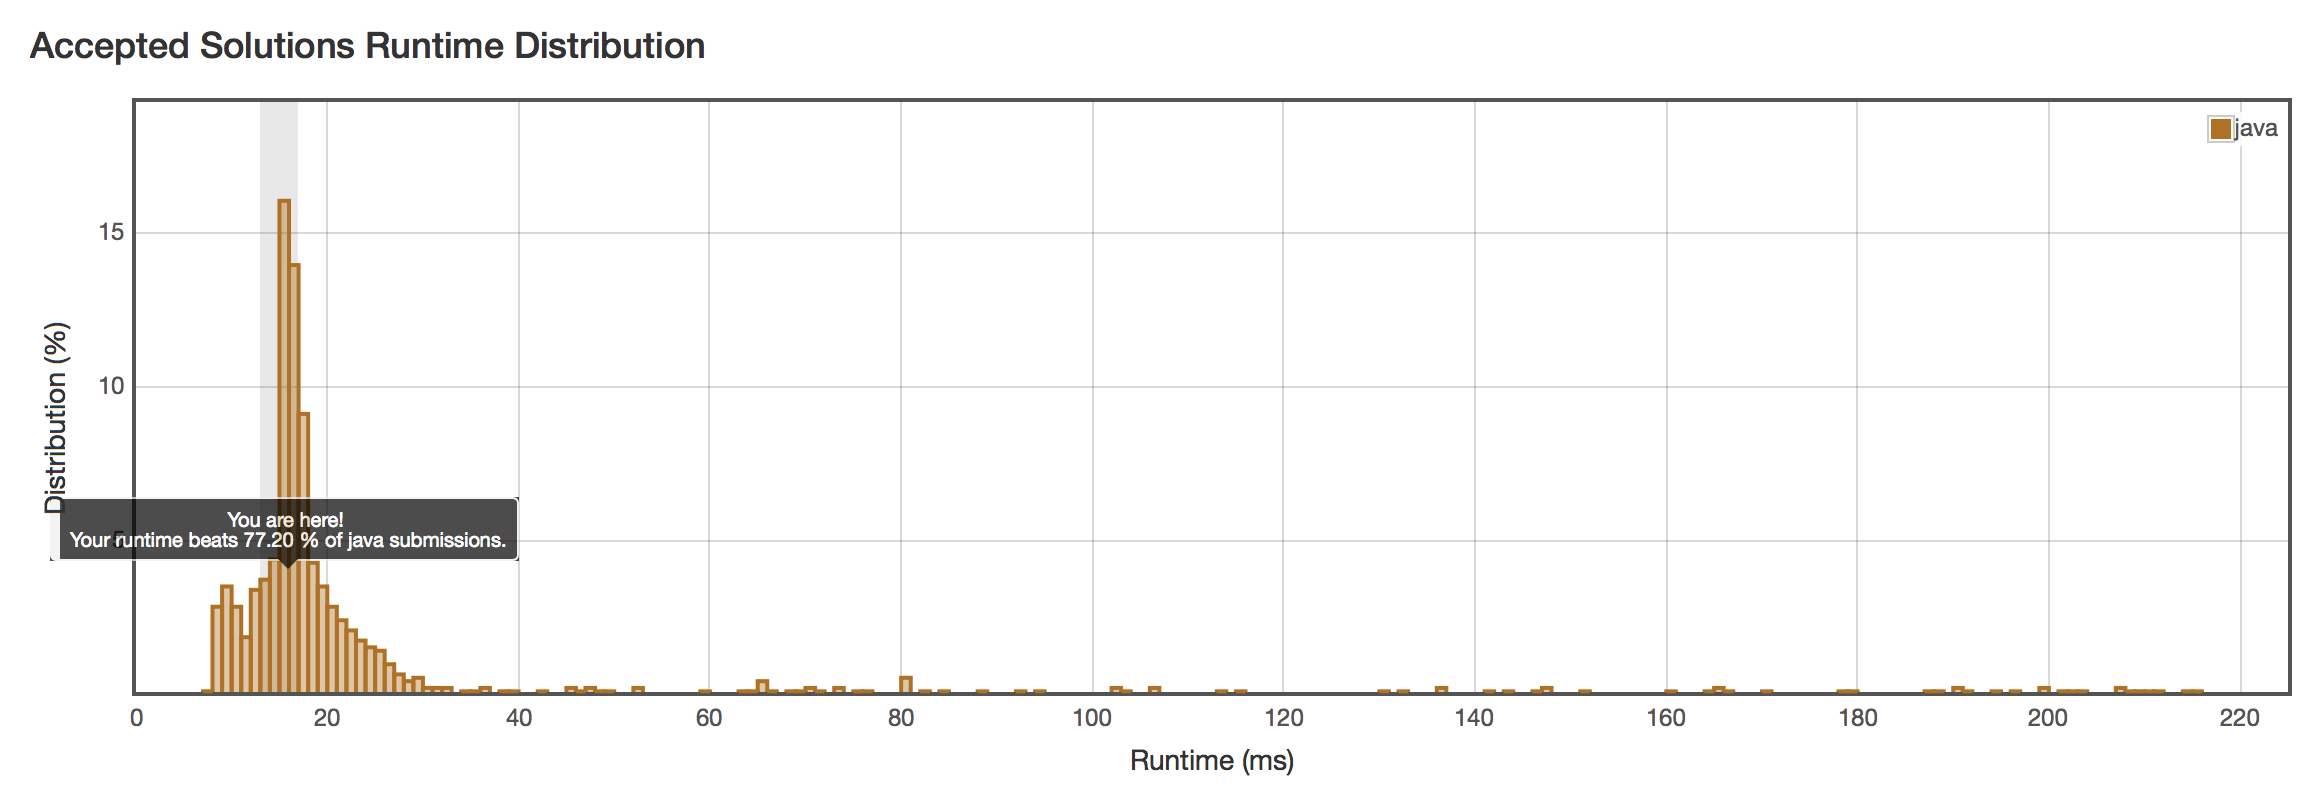 Accepted Solutions Runtime Distribution
java
15
10
5
Distribution (%)
You are here!
Your runtime beats 77.20 % of java submissions.
0 20 40 60 80 100 120 140 160 180 200 220
Runtime (ms)